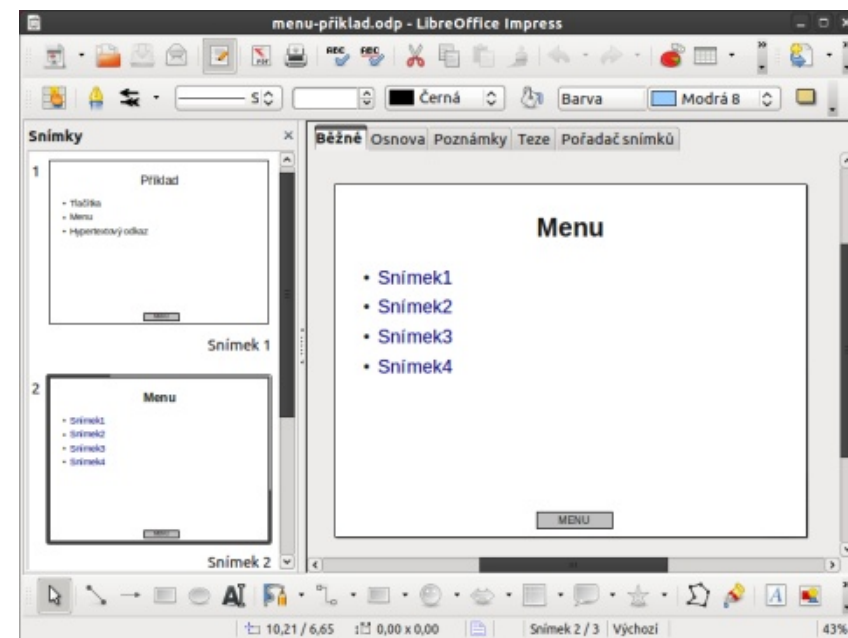 menu-příklad.odp - LibreOffice Impress
Černá
Barva
Modrá 8
Snímky
Běžné Osnova Poznámky Teze Pořadač snímků
1
Příklad
• Tlačítka
• Menu
• Hypertextový odkaz
Snímek 1
2
Menu
• Snímek1
• Snímek2
• Snímek3
• Snímek4
Snímek 2
Menu
• Snímek1
• Snímek2
• Snímek3
• Snímek4
MENU
10,21 / 6,65 0,00 x 0,00 Snímek 2 / 3 Výchozí 43%